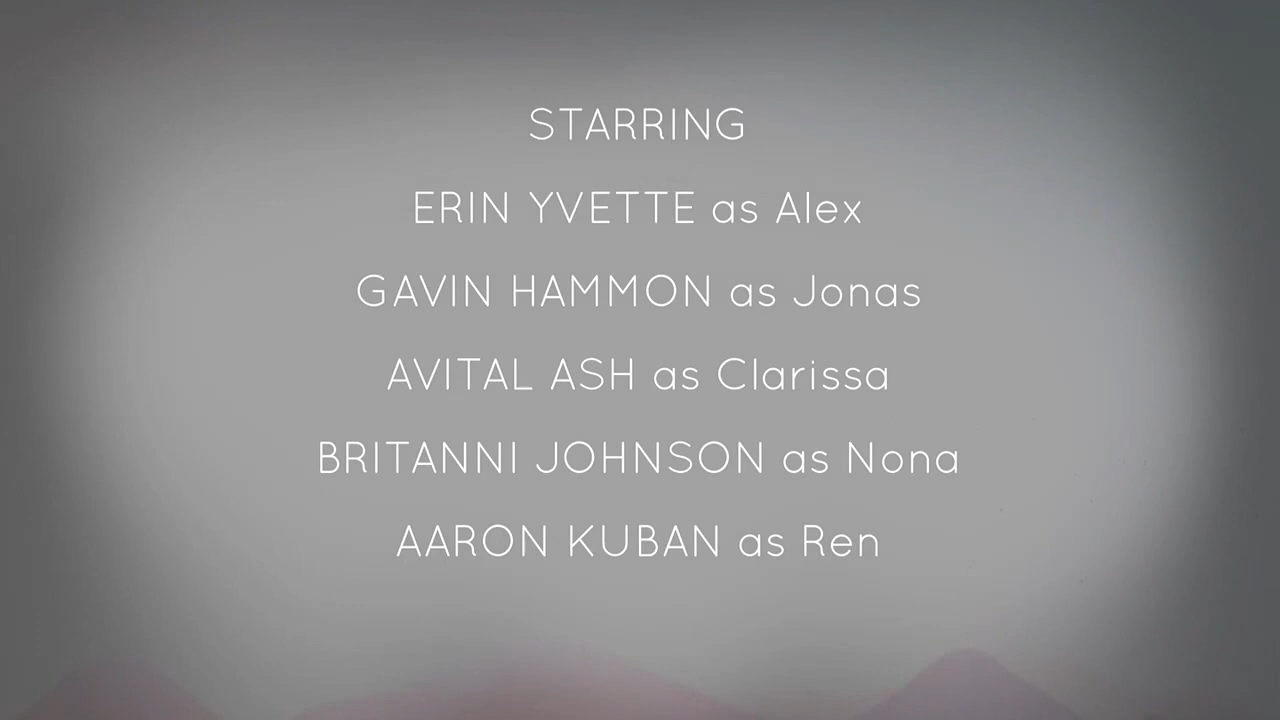 STARRING
ERIN YVETTE as Alex
GAVIN HAMMON as Jonas
AVITAL ASH as Clarissa
BRITANNI JOHNSON as Nona
AARON KUBAN as Ren